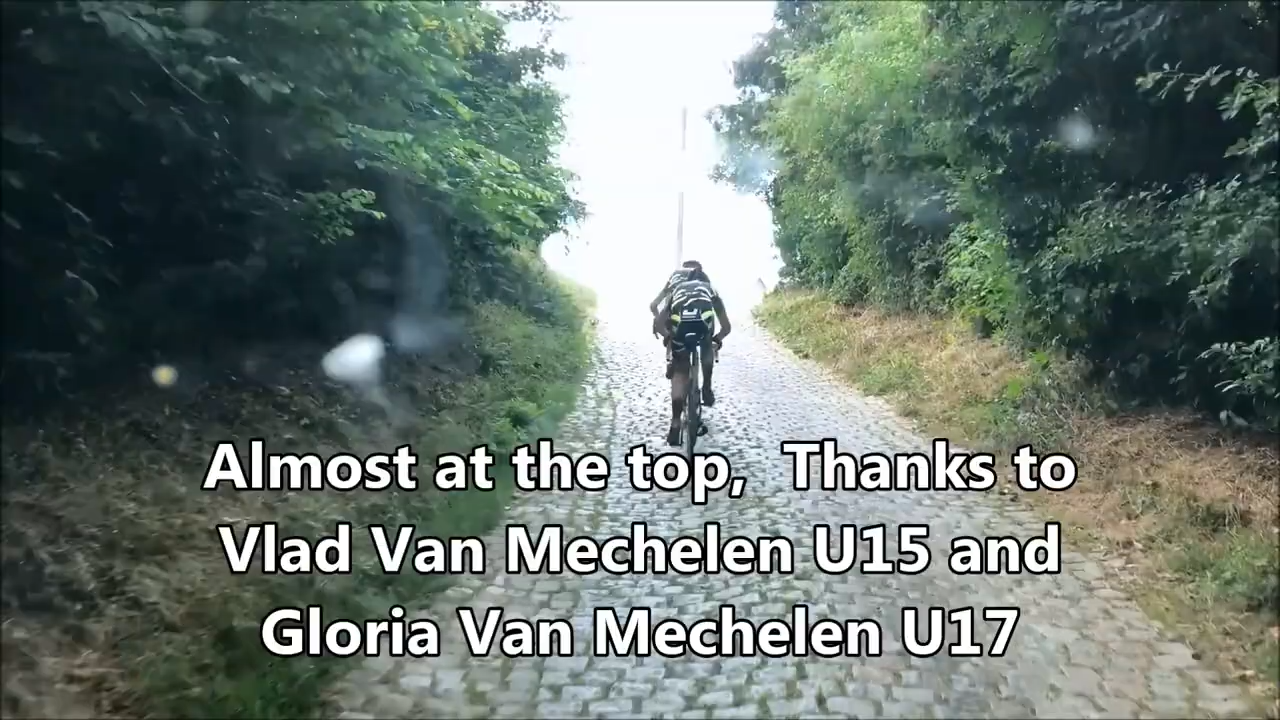 Almost at the top,  Thanks to
Vlad Van Mechelen U15 and
Gloria Van Mechelen U17